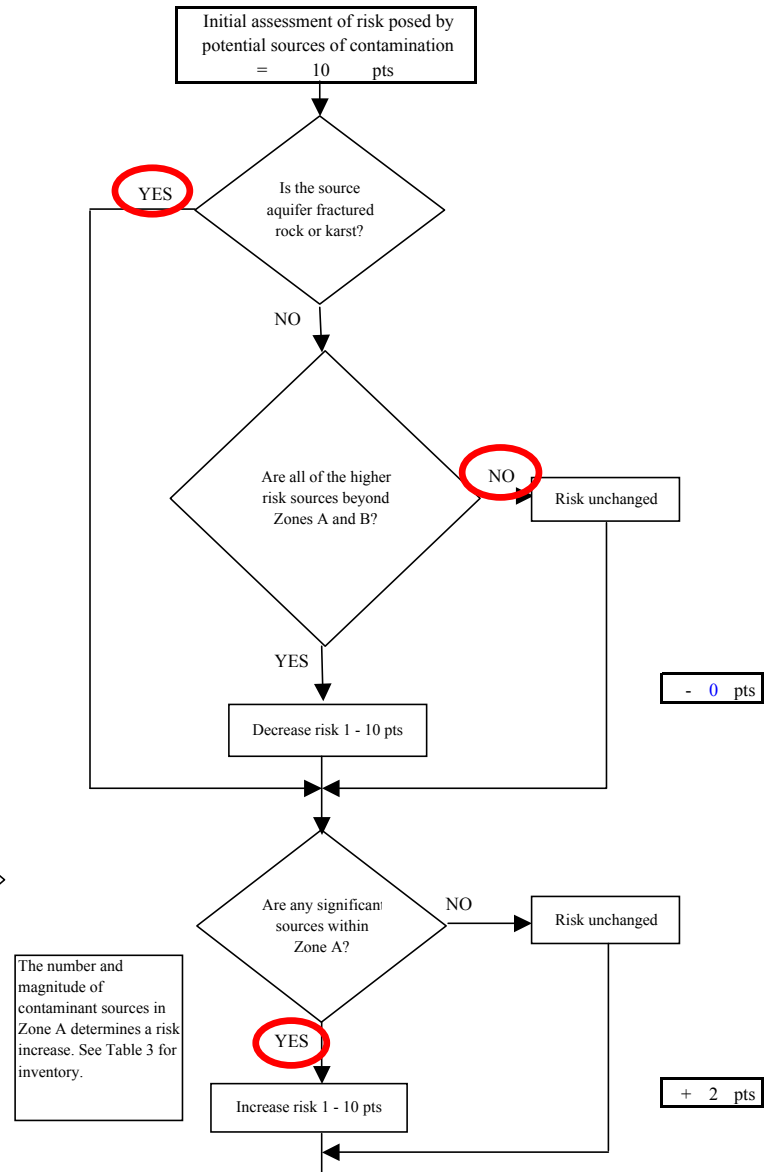 Initial assessment of risk posed by
potential sources of contamination
= 10 pts
YES
Is the source
aquifer fractured
rock or karst?
NO
Are all of the higher
risk sources beyond
Zones A and B?
NO
Risk unchanged
YES
- 0 pts
Decrease risk 1 - 10 pts
Are any significant
sources within
Zone A?
NO
Risk unchanged
The number and
magnitude of
contaminant sources in
Zone A determines a risk
increase. See Table 3 for
inventory.
YES
Increase risk 1 - 10 pts
+ 2 pts